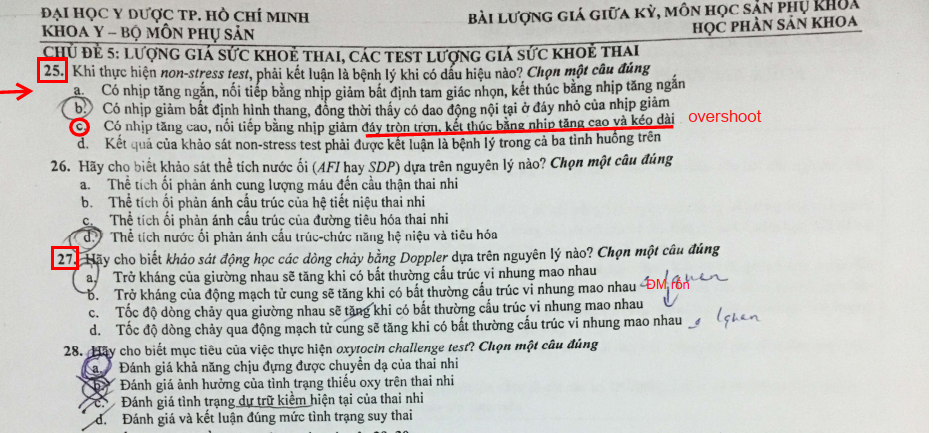 ĐẠI HỌC Y DƯỢC TP. HỒ CHÍ MINH
BÀI LƯỢNG GIÁ GIỮA KỲ, MÔN HỌC SẢN PHỤ KHOA
KHOA Y – BỘ MÔN PHỤ SẢN
HỌC PHẦN SẢN KHOA
CHỦ ĐỀ 5: LƯỢNG GIÁ SỨC KHOẺ THAI, CÁC TEST LƯỢNG GIÁ SỨC KHOẺ THAI
25. Khi thực hiện non-stress test, phải kết luận là bệnh lý khi có dấu hiệu nào? Chọn một câu đúng
a. Có nhịp tăng ngắn, nối tiếp bằng nhịp giảm bất định tam giác nhọn, kết thúc bằng nhịp tăng ngắn
b. Có nhịp giảm bất định hình thang, đồng thời thấy có dao động nội tại ở đáy nhỏ của nhịp giảm
c. Có nhịp tăng cao, nối tiếp bằng nhịp giảm đáy tròn trơn, kết thúc bằng nhịp tăng cao và kéo dài overshoot
d. Kết quả của khảo sát non-stress test phải được kết luận là bệnh lý trong cả ba tình huống trên
26. Hãy cho biết khảo sát thể tích nước ối (AFI hay SDP) dựa trên nguyên lý nào? Chọn một câu đúng
a. Thể tích ối phản ánh cung lượng máu đến cầu thận thai nhi
b. Thể tích ối phản ánh cấu trúc của hệ tiết niệu thai nhi
c. Thể tích ối phản ánh cấu trúc của đường tiêu hóa thai nhi
d. Thể tích nước ối phản ánh cấu trúc-chức năng hệ niệu và tiêu hóa
27. Hãy cho biết khảo sát động học các dòng chảy bằng Doppler dựa trên nguyên lý nào? Chọn một câu đúng
a. Trở kháng của giường nhau sẽ tăng khi có bất thường cấu trúc vi nhung mao nhau
b. Trở kháng của động mạch tử cung sẽ tăng khi có bất thường cấu trúc vi nhung mao nhau ĐM rốn
c. Tốc độ dòng chảy qua giường nhau sẽ tăng khi có bất thường cấu trúc vi nhung mao nhau
d. Tốc độ dòng chảy qua động mạch tử cung sẽ tăng khi có bất thường cấu trúc vi nhung mao nhau
28. Hãy cho biết mục tiêu của việc thực hiện oxytocin challenge test? Chọn một câu đúng
a. Đánh giá khả năng chịu đựng được chuyển dạ của thai nhi
b. Đánh giá ảnh hưởng của tình trạng thiếu oxy trên thai nhi
c. Đánh giá tình trạng dự trữ kiềm hiện tại của thai nhi
d. Đánh giá và kết luận đúng mức tình trạng suy thai